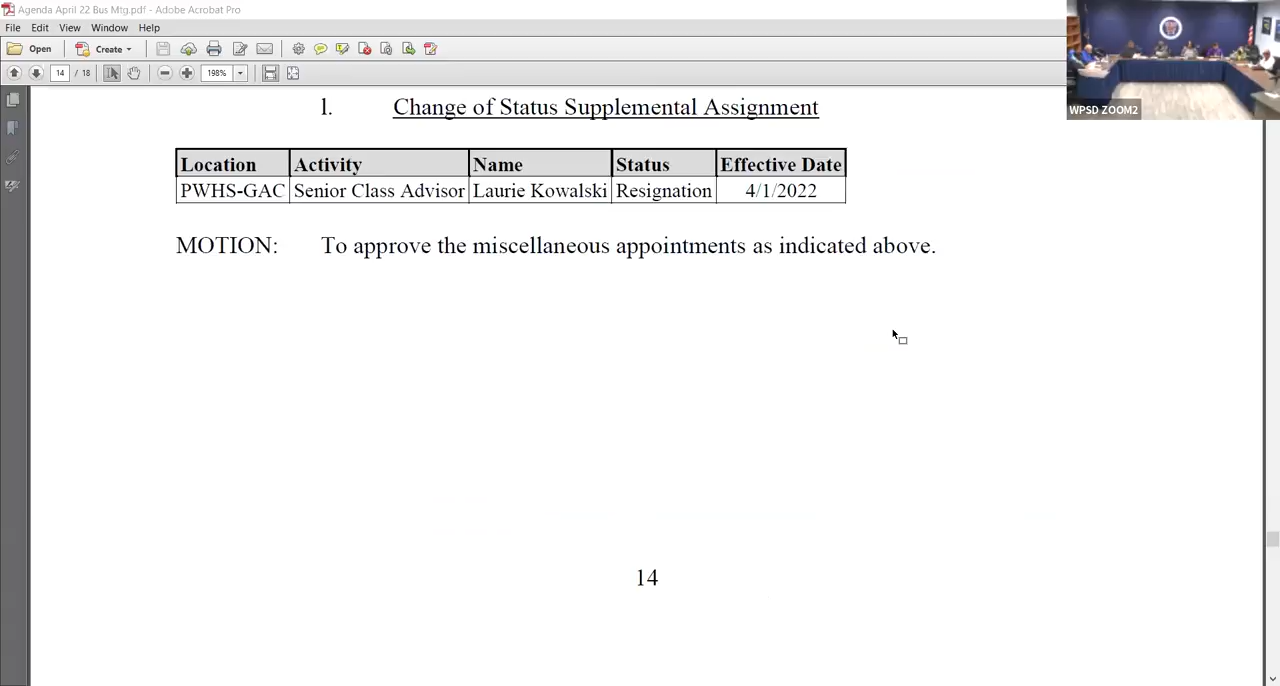 Agenda April 22 Bus Mtg.pdf - Adobe Acrobat Pro
File Edit View Window Help
Open Create
14 / 18 198%
WPSD ZOOM2
l. Change of Status Supplemental Assignment
Location Activity Name Status Effective Date
PWHS-GAC Senior Class Advisor Laurie Kowalski Resignation 4/1/2022
MOTION: To approve the miscellaneous appointments as indicated above.
14